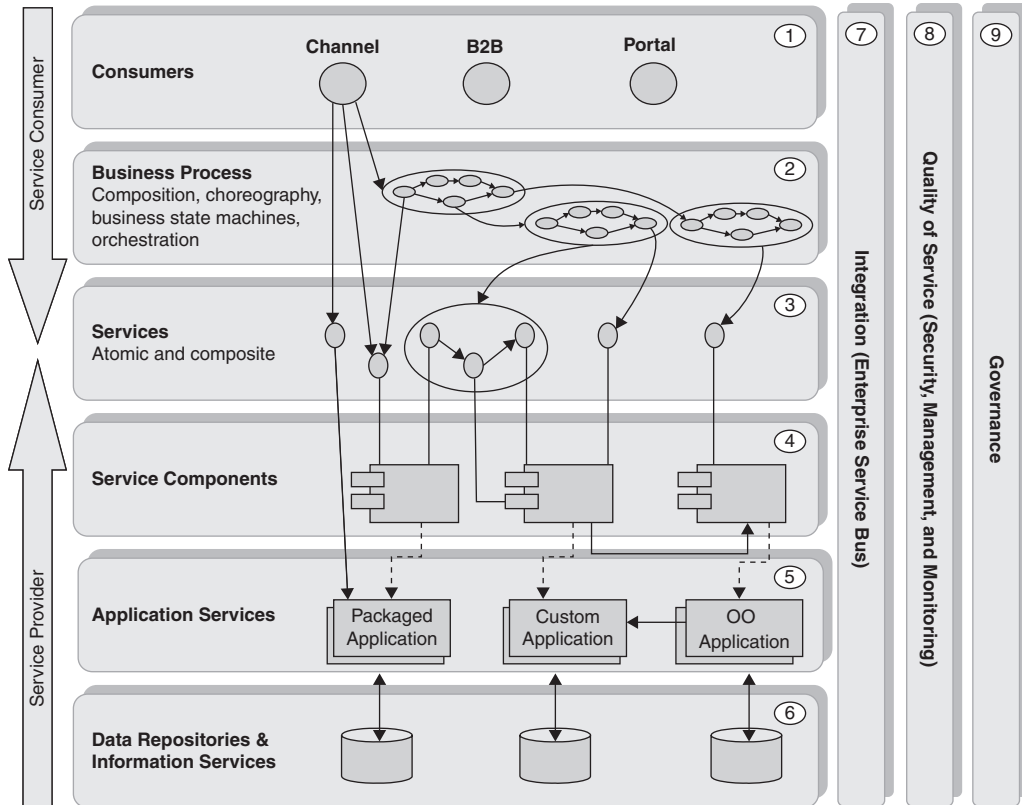 Service Consumer
Service Provider
1
Channel
B2B
Portal
Consumers
2
Business Process
Composition, choreography,
business state machines,
orchestration
3
Services
Atomic and composite
4
Service Components
5
Application Services
Packaged
Application
Custom
Application
OO
Application
6
Data Repositories &
Information Services
7
Integration (Enterprise Service Bus)
8
Quality of Service (Security, Management, and Monitoring)
9
Governance